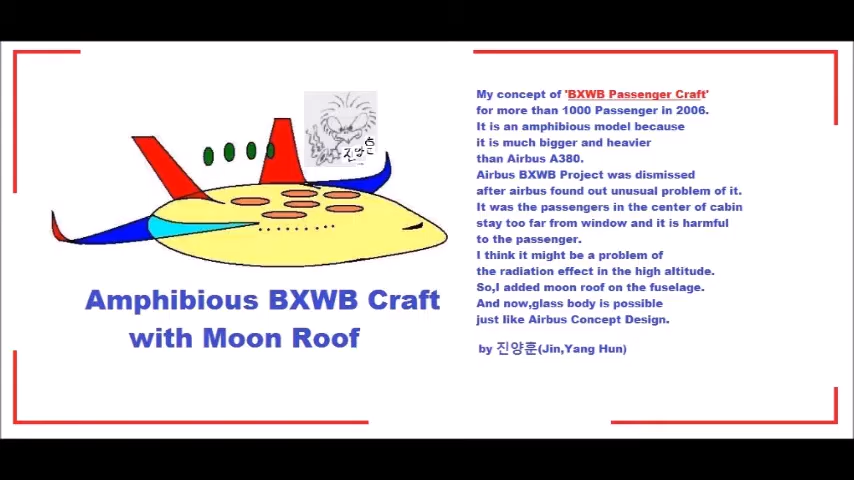 Amphibious BXWB Craft
with Moon Roof
진양훈
My concept of 'BXWB Passenger Craft'
for more than 1000 Passenger in 2006.
It is an amphibious model because
it is much bigger and heavier
than Airbus A380.
Airbus BXWB Project was dismissed
after airbus found out unusual problem of it.
It was the passengers in the center of cabin
stay too far from window and it is harmful
to the passenger.
I think it might be a problem of
the radiation effect in the high altitude.
So,I added moon roof on the fuselage.
And now,glass body is possible
just like Airbus Concept Design.
by 진양훈(Jin,Yang Hun)